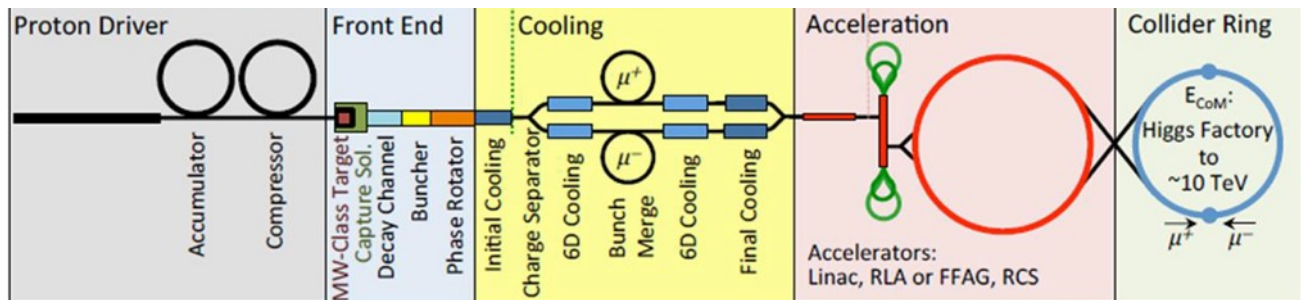 Proton Driver
Front End
Cooling
Acceleration
Collider Ring
Accumulator
Compressor
MW-Class Target
Capture Sol.
Decay Channel
Buncher
Phase Rotator
Initial Cooling
Charge Separator
6D Cooling
μ+
μ−
Bunch
Merge
6D Cooling
Final Cooling
Accelerators:
Linac, RLA or FFAG, RCS
ECoM:
Higgs Factory
to
~10 TeV
μ+ μ−